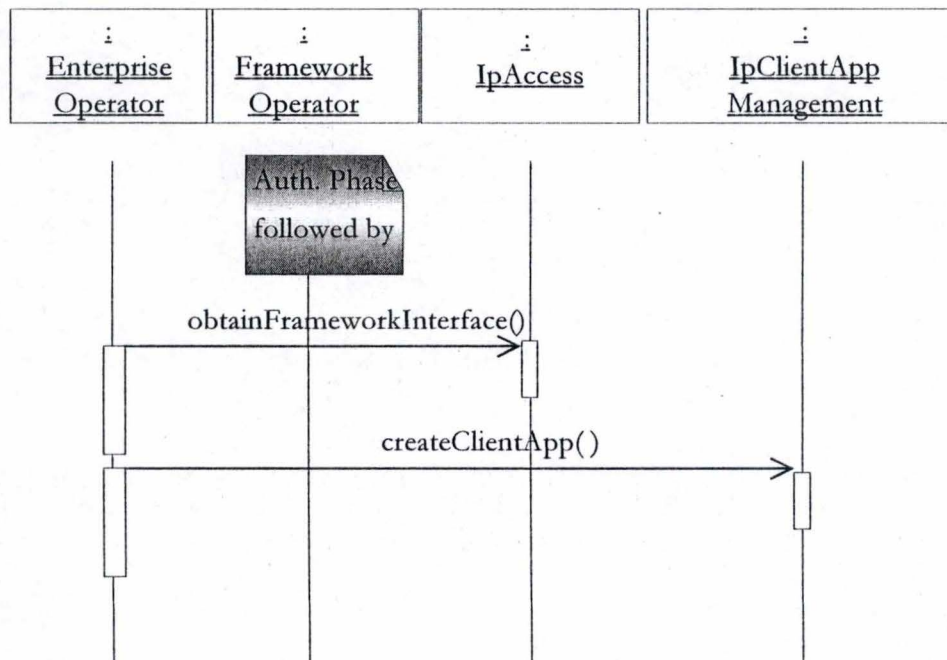 :
Enterprise
Operator
:
Framework
Operator
:
IpAccess
:
IpClientApp
Management
Auth. Phase
followed by
obtainFrameworkInterface()
createClientApp()